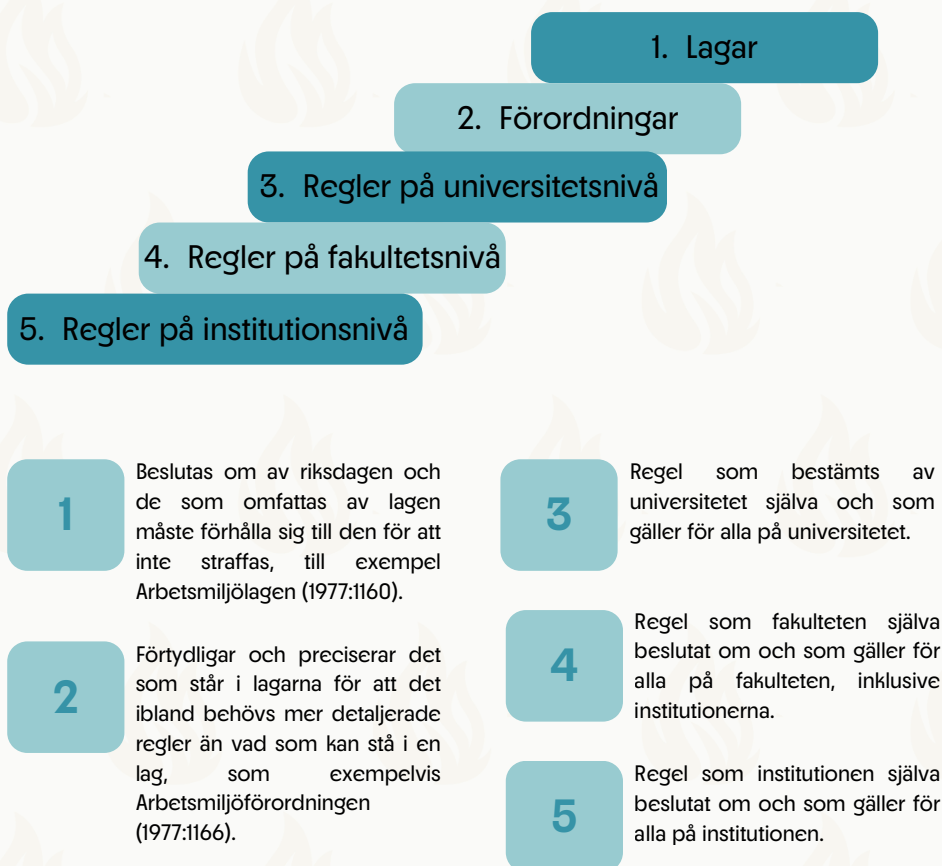 1. Lagar
2. Förordningar
3. Regler på universitetsnivå
4. Regler på fakultetsnivå
5. Regler på institutionsnivå
1
Beslutas om av riksdagen och
de som omfattas av lagen
måste förhålla sig till den för att
inte straffas, till exempel
Arbetsmiljölagen (1977:1160).
2
Förtydligar och preciserar det
som står i lagarna för att det
ibland behövs mer detaljerade
regler än vad som kan stå i en
lag, som exempelvis
Arbetsmiljöförordningen
(1977:1166).
3
Regel som bestämts av
universitetet själva och som
gäller för alla på universitetet.
4
Regel som fakulteten själva
beslutat om och som gäller för
alla på fakulteten, inklusive
institutionerna.
5
Regel som institutionen själva
beslutat om och som gäller för
alla på institutionen.